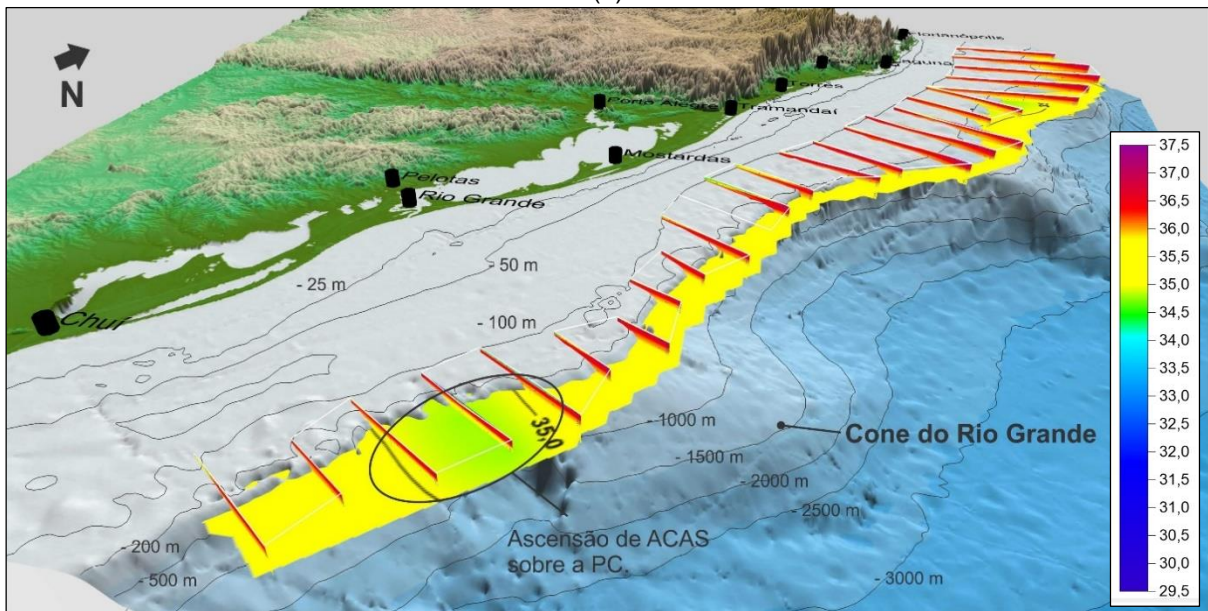 N
Florianópolis
Laguna
Torres
Porto Alegre
Tramandaí
Mostardas
Pelotas
Rio Grande
Chuí
- 25 m
- 50 m
- 100 m
35,0
- 1000 m
- 1500 m
- 2000 m
- 2500 m
- 3000 m
Cone do Rio Grande
- 200 m
- 500 m
Ascensão de ACAS
sobre a PC.
37,5
37,0
36,5
36,0
35,5
35,0
34,5
34,0
33,5
33,0
32,5
32,0
31,5
31,0
30,5
30,0
29,5